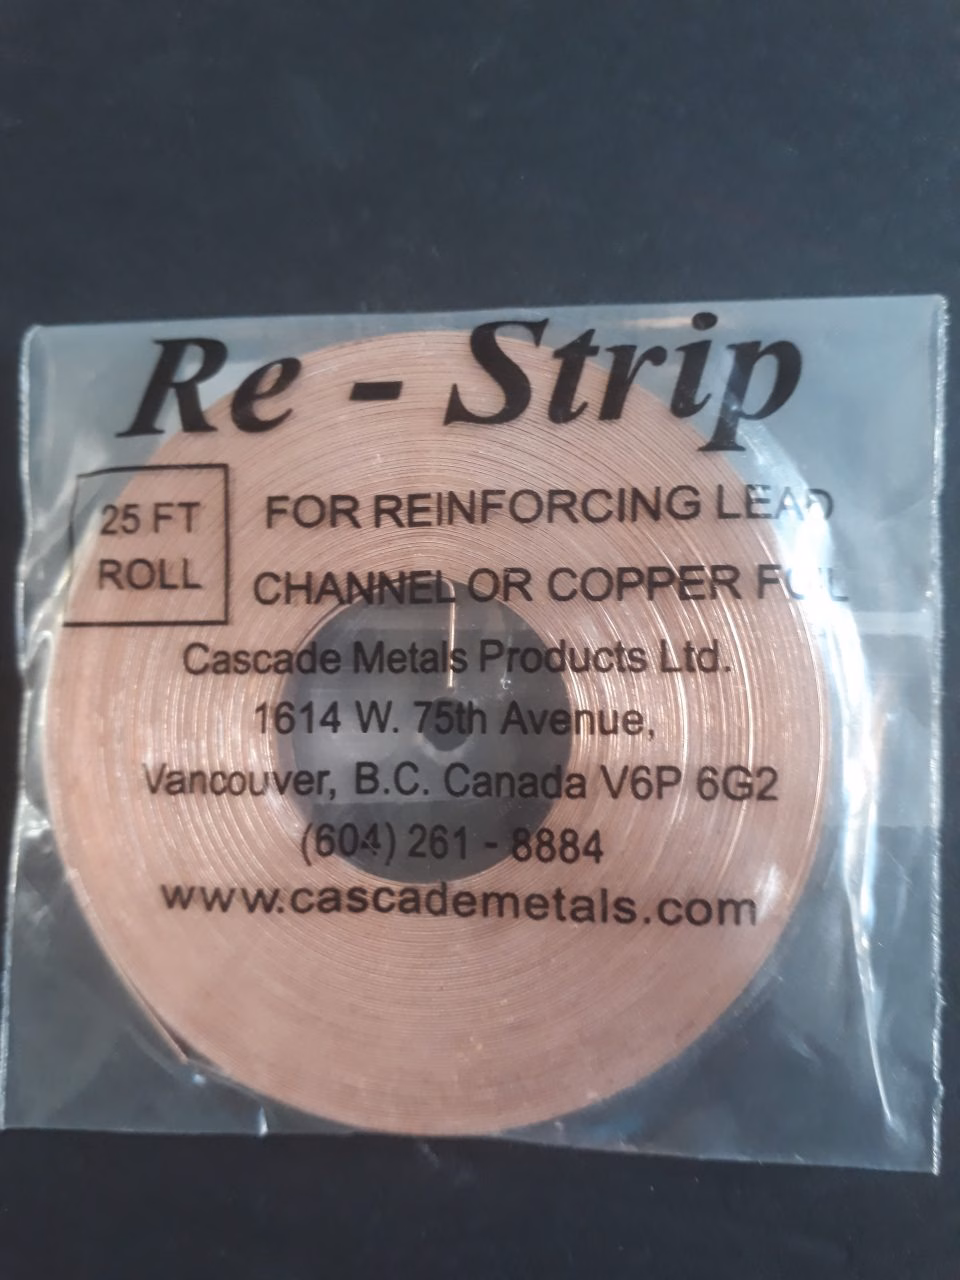 Re - Strip
25 FT
ROLL
FOR REINFORCING LEAD
CHANNEL OR COPPER FOIL
Cascade Metals Products Ltd.
1614 W. 75th Avenue,
Vancouver, B.C. Canada V6P 6G2
(604) 261 - 8884
www.cascademetals.com